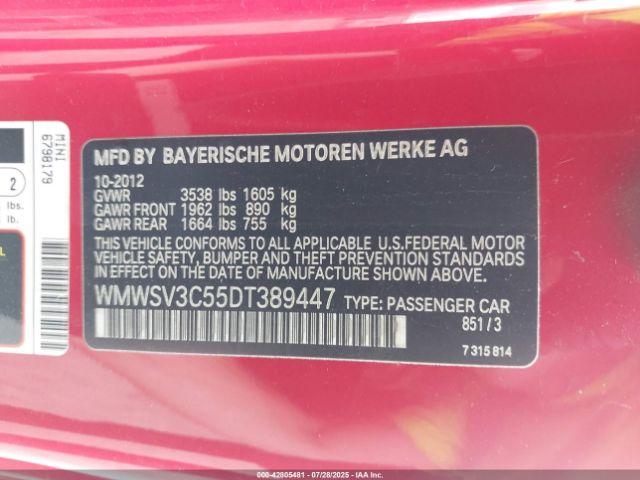 MFD BY BAYERISCHE MOTOREN WERKE AG
10-2012
GVWR 3538 lbs 1605 kg
GAWR FRONT 1962 lbs 890 kg
GAWR REAR 1664 lbs 755 kg
THIS VEHICLE CONFORMS TO ALL APPLICABLE U.S.FEDERAL MOTOR
VEHICLE SAFETY, BUMPER AND THEFT PREVENTION STANDARDS
IN EFFECT ON THE DATE OF MANUFACTURE SHOWN ABOVE.
WMWSV3C55DT389447 TYPE: PASSENGER CAR
851/3
7 315 814
MINI
6798179
2
lbs.
lb.
000-42805481 - 07/28/2025 - IAA Inc.